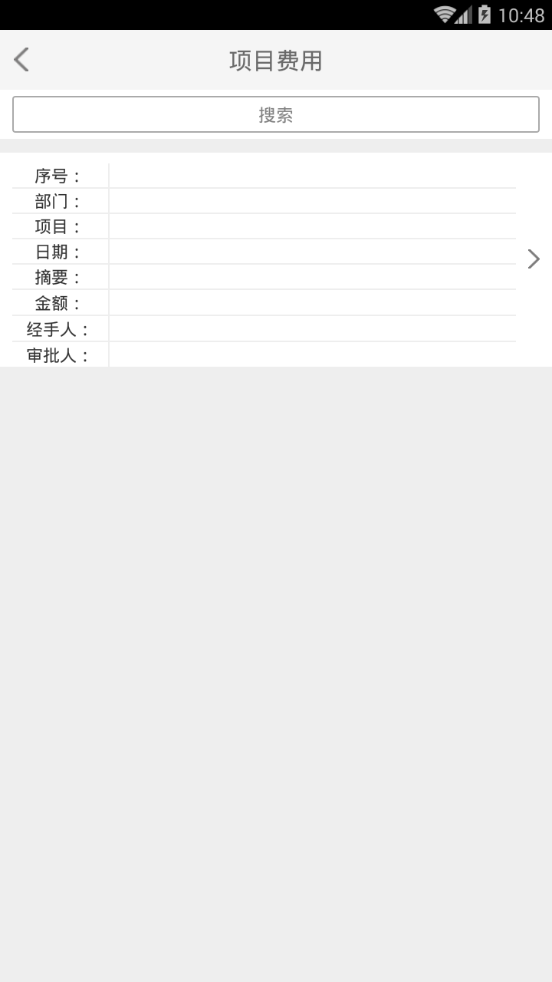 10:48
项目费用
搜索
序号：
部门：
项目：
日期：
摘要：
金额：
经手人：
审批人：